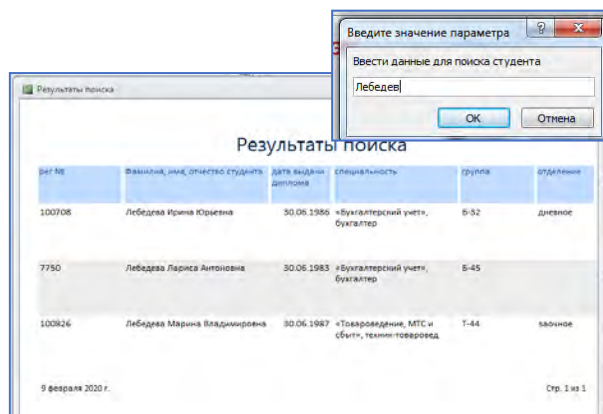 Введите значение параметра
Ввести данные для поиска студента
Лебедев
ОК Отмена
Результаты поиска
Результаты поиска
рег № Фамилия, имя, отчество студента дата выдачи диплома специальность группа отделение
100708 Лебедева Ирина Юрьевна 30.06.1986 «Бухгалтерский учет», бухгалтер Б-32 дневное
7750 Лебедева Лариса Антоновна 30.06.1983 «Бухгалтерский учет», бухгалтер Б-45
100826 Лебедева Марина Владимировна 30.06.1987 «Товароведение, МТС и сбыт», техник-товаровед Т-44 заочное
9 февраля 2020 г. Стр. 1 из 1